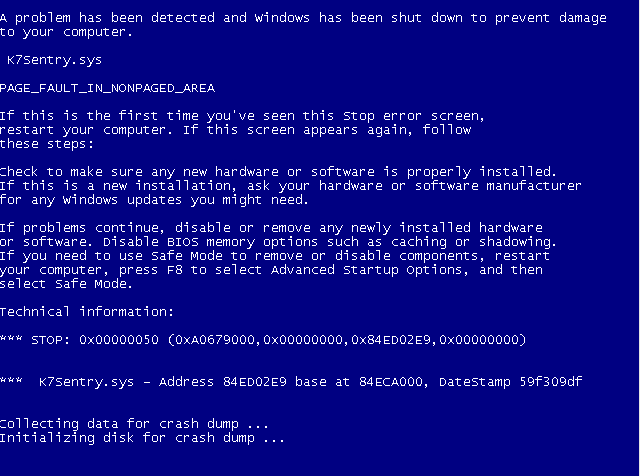 A problem has been detected and Windows has been shut down to prevent damage
to your computer.
K7Sentry.sys
PAGE_FAULT_IN_NONPAGED_AREA
If this is the first time you've seen this Stop error screen,
restart your computer. If this screen appears again, follow
these steps:
Check to make sure any new hardware or software is properly installed.
If this is a new installation, ask your hardware or software manufacturer
for any Windows updates you might need.
If problems continue, disable or remove any newly installed hardware
or software. Disable BIOS memory options such as caching or shadowing.
If you need to use Safe Mode to remove or disable components, restart
your computer, press F8 to select Advanced Startup Options, and then
select Safe Mode.
Technical information:
*** STOP: 0x00000050 (0xA0679000,0x00000000,0x84ED02E9,0x00000000)
*** K7Sentry.sys - Address 84ED02E9 base at 84ECA000, DateStamp 59f309df
Collecting data for crash dump ...
Initializing disk for crash dump ...